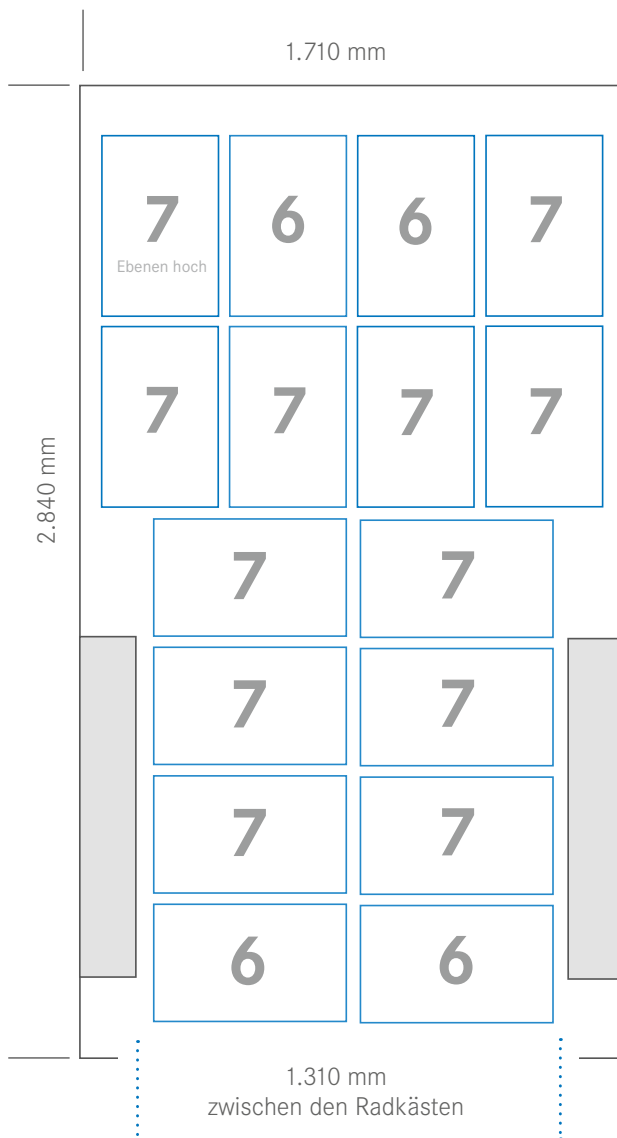 1.710 mm
7 6 6 7
Ebenen hoch
7 7 7 7
2.840 mm
7 7
7 7
7 7
6 6
1.310 mm
zwischen den Radkästen